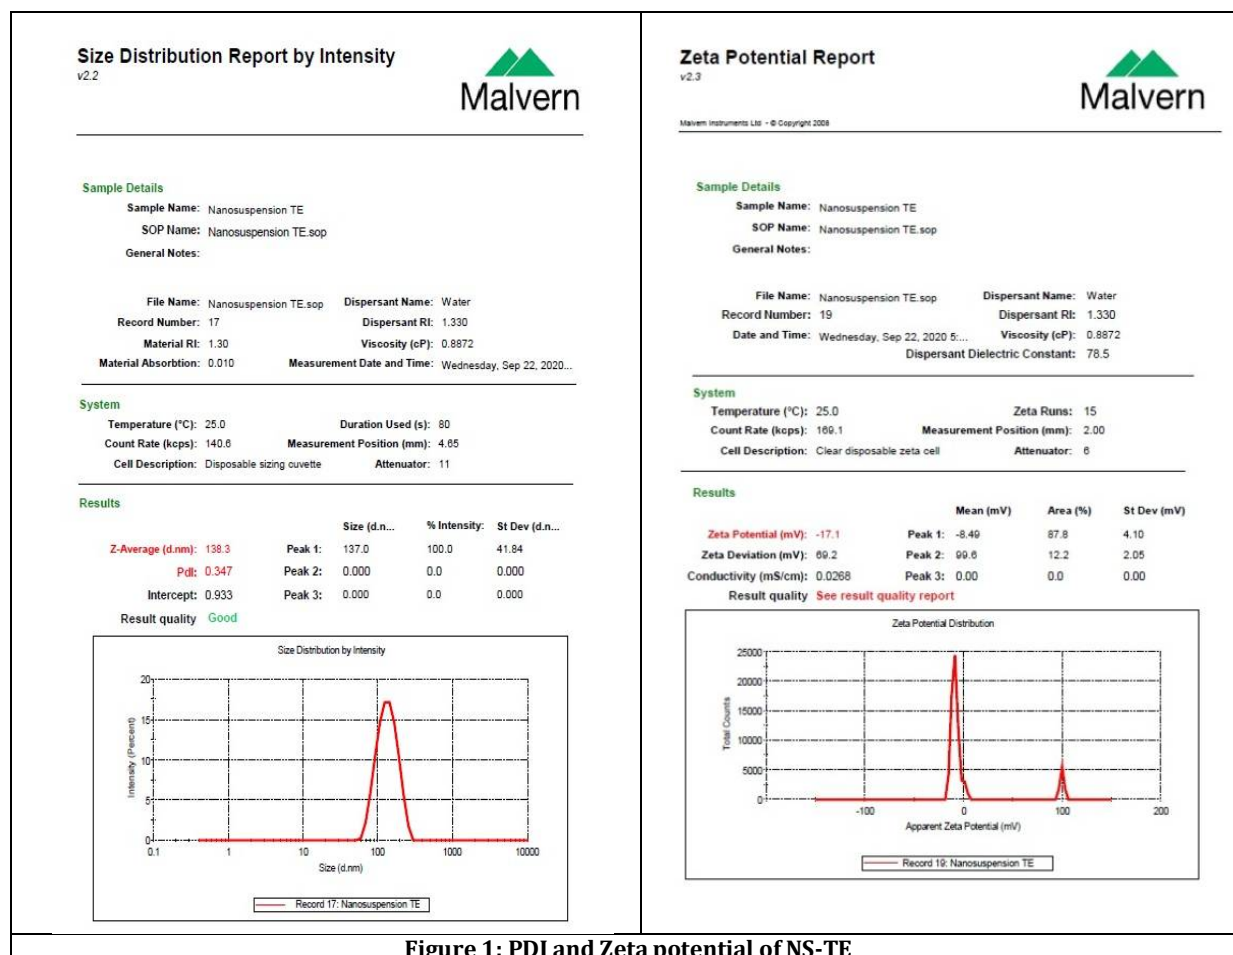 Size Distribution Report by Intensity
v2.2
Malvern
Sample Details
Sample Name: Nanosuspension TE
SOP Name: Nanosuspension TE.sop
General Notes:
File Name: Nanosuspension TE.sop Dispersant Name: Water
Record Number: 17 Dispersant RI: 1.330
Material RI: 1.30 Viscosity (cP): 0.8872
Material Absorbtion: 0.010 Measurement Date and Time: Wednesday, Sep 22, 2020...
System
Temperature (°C): 25.0 Duration Used (s): 80
Count Rate (kcps): 140.6 Measurement Position (mm): 4.65
Cell Description: Disposable sizing cuvette Attenuator: 11
Results
Size (d.n... % Intensity: St Dev (d.n...
Z-Average (d.nm): 138.3 Peak 1: 137.0 100.0 41.84
PdI: 0.347 Peak 2: 0.000 0.0 0.000
Intercept: 0.933 Peak 3: 0.000 0.0 0.000
Result quality Good
Size Distribution by Intensity
20
15
10
5
0
Intensity (Percent)
0.1 1 10 100 1000 10000
Size (d.nm)
Record 17: Nanosuspension TE
Zeta Potential Report
v2.3
Malvern
Malvern Instruments Ltd - © Copyright 2008
Sample Details
Sample Name: Nanosuspension TE
SOP Name: Nanosuspension TE.sop
General Notes:
File Name: Nanosuspension TE.sop Dispersant Name: Water
Record Number: 19 Dispersant RI: 1.330
Date and Time: Wednesday, Sep 22, 2020 5:... Viscosity (cP): 0.8872
Dispersant Dielectric Constant: 78.5
System
Temperature (°C): 25.0 Zeta Runs: 15
Count Rate (kcps): 169.1 Measurement Position (mm): 2.00
Cell Description: Clear disposable zeta cell Attenuator: 6
Results
Mean (mV) Area (%) St Dev (mV)
Zeta Potential (mV): -17.1 Peak 1: -8.49 87.8 4.10
Zeta Deviation (mV): 69.2 Peak 2: 99.6 12.2 2.05
Conductivity (mS/cm): 0.0268 Peak 3: 0.00 0.0 0.00
Result quality See result quality report
Zeta Potential Distribution
25000
20000
15000
10000
5000
0
Total Counts
-100 0 100 200
Apparent Zeta Potential (mV)
Record 19: Nanosuspension TE
Figure 1: PDI and Zeta potential of NS-TE